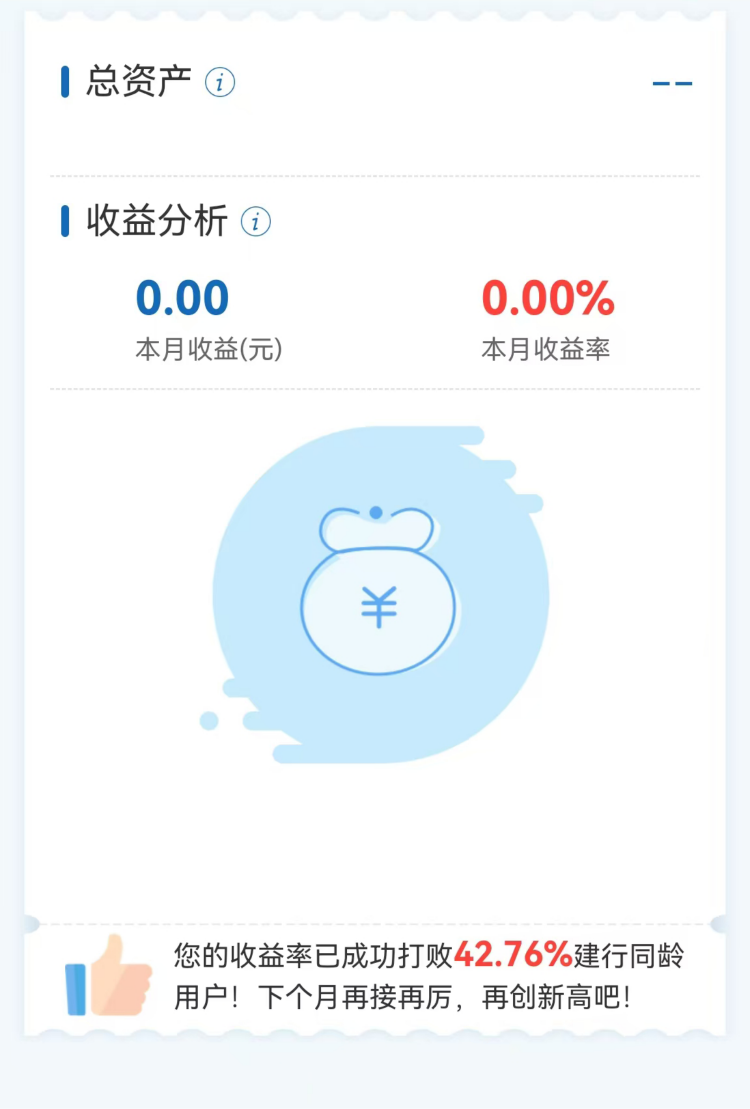 总资产 i
--
收益分析 i
0.00
0.00%
本月收益(元)
本月收益率
¥
您的收益率已成功打败42.76%建行同龄
用户！下个月再接再厉，再创新高吧！